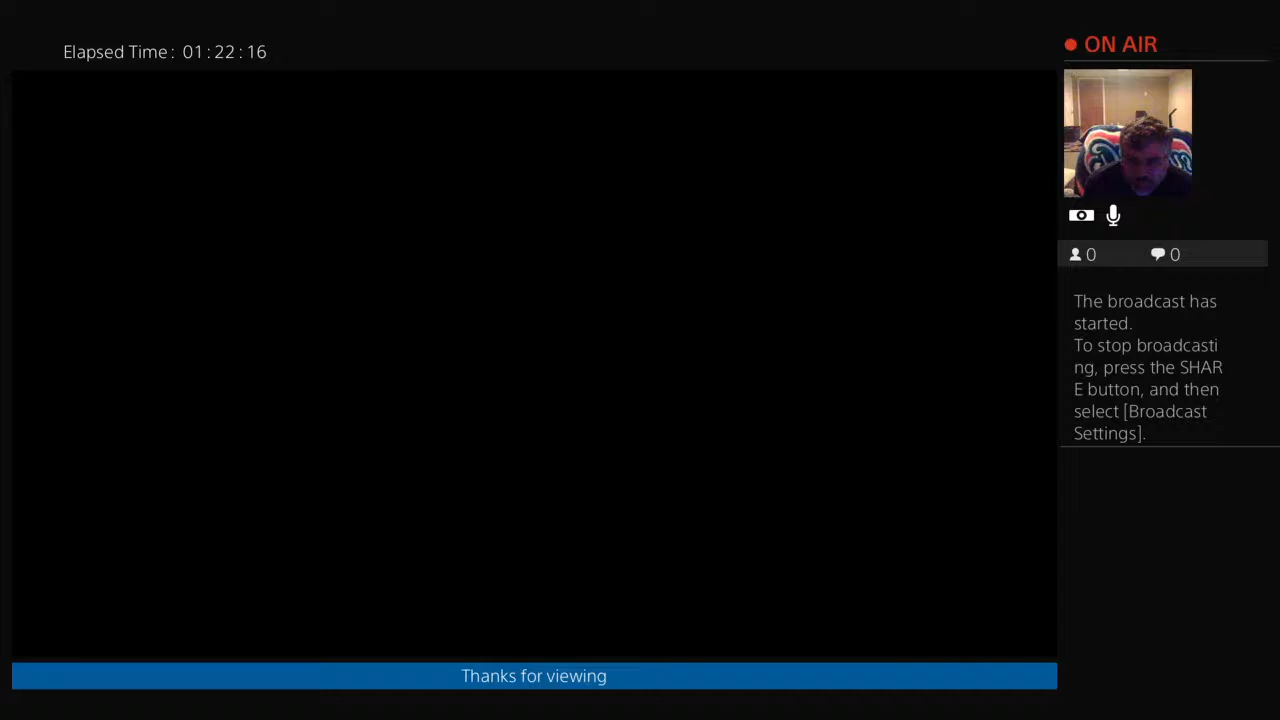 Elapsed Time: 01:22:16
ON AIR
0 0
The broadcast has
started.
To stop broadcasti
ng, press the SHAR
E button, and then
select [Broadcast
Settings].
Thanks for viewing